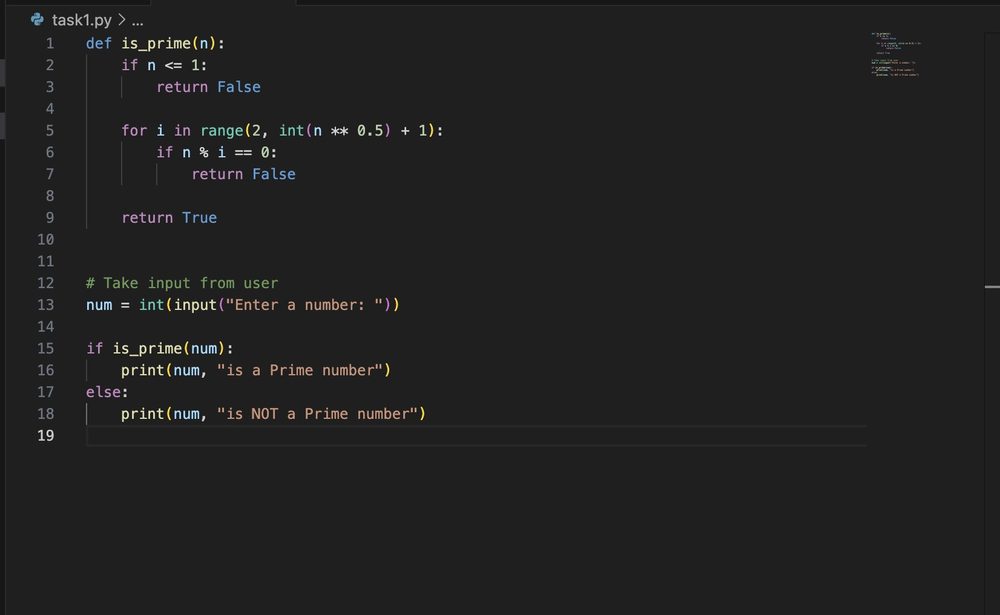 task1.py > ...
1 def is_prime(n):
2     if n <= 1:
3         return False
4
5     for i in range(2, int(n ** 0.5) + 1):
6         if n % i == 0:
7             return False
8
9     return True
10
11
12 # Take input from user
13 num = int(input("Enter a number: "))
14
15 if is_prime(num):
16     print(num, "is a Prime number")
17 else:
18     print(num, "is NOT a Prime number")
19